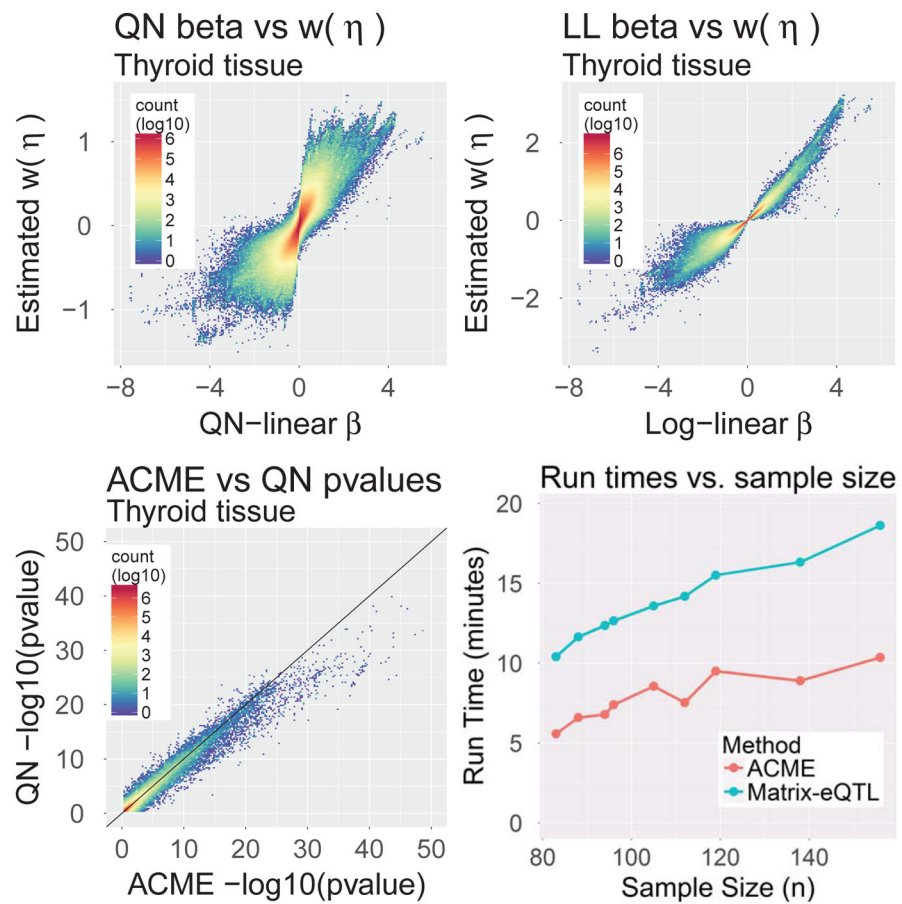 QN beta vs w( η )
Thyroid tissue
count
(log10)
6
5
4
3
2
1
0
Estimated w( η )
1
0
−1
−8
−4
0
4
QN−linear β
LL beta vs w( η )
Thyroid tissue
count
(log10)
6
5
4
3
2
1
0
Estimated w( η )
2
0
−2
−8
−4
0
4
Log−linear β
ACME vs QN pvalues
Thyroid tissue
count
(log10)
6
5
4
3
2
1
0
QN −log10(pvalue)
50
40
30
20
10
0
0
10
20
30
40
50
ACME −log10(pvalue)
Run times vs. sample size
Run Time (minutes)
20
15
10
5
0
Method
ACME
Matrix−eQTL
80
100
120
140
Sample Size (n)